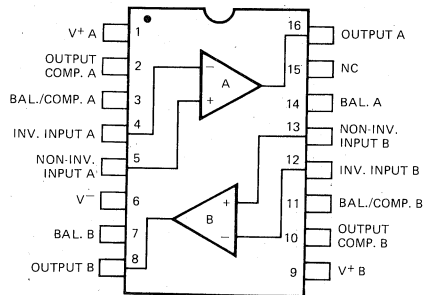 V+ A
1
OUTPUT
COMP. A
2
BAL./COMP. A
3
INV. INPUT A
4
NON-INV.
INPUT A
5
V−
6
BAL. B
7
OUTPUT B
8
−
A
+
+
B
−
16
OUTPUT A
15
NC
14
BAL. A
13
NON-INV.
INPUT B
12
INV. INPUT B
11
BAL./COMP. B
10
OUTPUT
COMP. B
9
V+ B